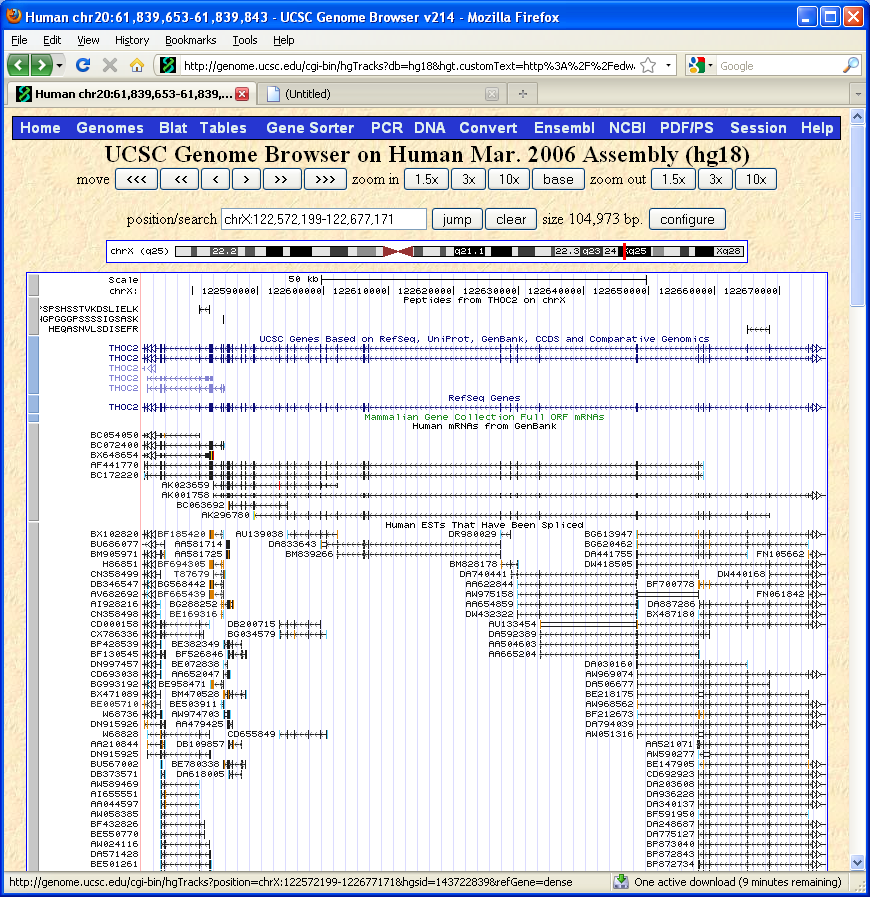 Human chr20:61,839,653-61,839,843 - UCSC Genome Browser v214 - Mozilla Firefox
File Edit View History Bookmarks Tools Help
http://genome.ucsc.edu/cgi-bin/hgTracks?db=hg18&hgt.customText=http%3A%2F%2Fedw. Google
Human chr20:61,839,653-61,839,... (Untitled)
Home Genomes Blat Tables Gene Sorter PCR DNA Convert Ensembl NCBI PDF/PS Session Help
UCSC Genome Browser on Human Mar. 2006 Assembly (hg18)
move <<< << < > >> >>> zoom in 1.5x 3x 10x base zoom out 1.5x 3x 10x
position/search chrX:122,572,199-122,677,171 jump clear size 104,973 bp. configure
chrX (q25) 22.2 q21.1 22.3 q23 24 Xq25 Xq28
Scale 50 kb
chrX: 122590000 122600000 122610000 122620000 122630000 122640000 122650000 122660000 122670000
Peptides from THOC2 on chrX
SPSHSSTVKDSLIELK
GPGGGPSSSSIGSASK
HEQASNVLSDISEFR
UCSC Genes Based on RefSeq, UniProt, GenBank, CCDS and Comparative Genomics
THOC2
THOC2
THOC2
THOC2
THOC2
RefSeq Genes
THOC2
Mammalian Gene Collection Full ORF mRNAs
Human mRNAs from GenBank
BC054050
BC072400
BX648654
AF441770
BC172220
AK023659
AK001758
BC063692
AK296780
Human ESTs That Have Been Spliced
BX102820 BF185420 AU139038 DR980029 BG613947
BU686077 AA581714 DA833643 BG620462
BM905971 AA581725 BM839266 DA441755 FN105662
H86851 BF694305 BM828178 DW418505
CN358499 T87679 DA740441 DW440168
DB346547 BG568442 AA622844 BF700778
AV682692 BF665439 AW975158 FN061842
AI928216 BG288252 AA654859 DA887286
CN358498 BE169316 DW432322 BX487180
CD000158 DB200715 AU133454
CX786336 BG034579 DA592389
BP428539 BE382349 AA504603
BF130545 BF526846 AA665204
DN997457 BE072838 DA030160
CD693038 AA652047 AW969074
BG993192 BE958471 DA506677
BX471089 BM470528 BE218175
BE005710 BE503911 AW968562
W68736 AW974703 BF212673
DN915926 AA479425 DA794039
W68828 CD655849 AW051316
AA210844 DB109857 AA521071
DN915925 AW590277
BU567002 BE780338 BE147905
DB373571 DA618005 CD692923
AW589469 DA203608
AI655551 DA936228
AA044597 DA340137
AW058385 BF591950
BF432826 DA248687
BE550770 DA775127
AW024116 BP873040
DA571428 BP872843
BE501261 BP872734
http://genome.ucsc.edu/cgi-bin/hgTracks?position=chrX:122572199-122677171&hgsid=143722839&refGene=dense One active download (9 minutes remaining)